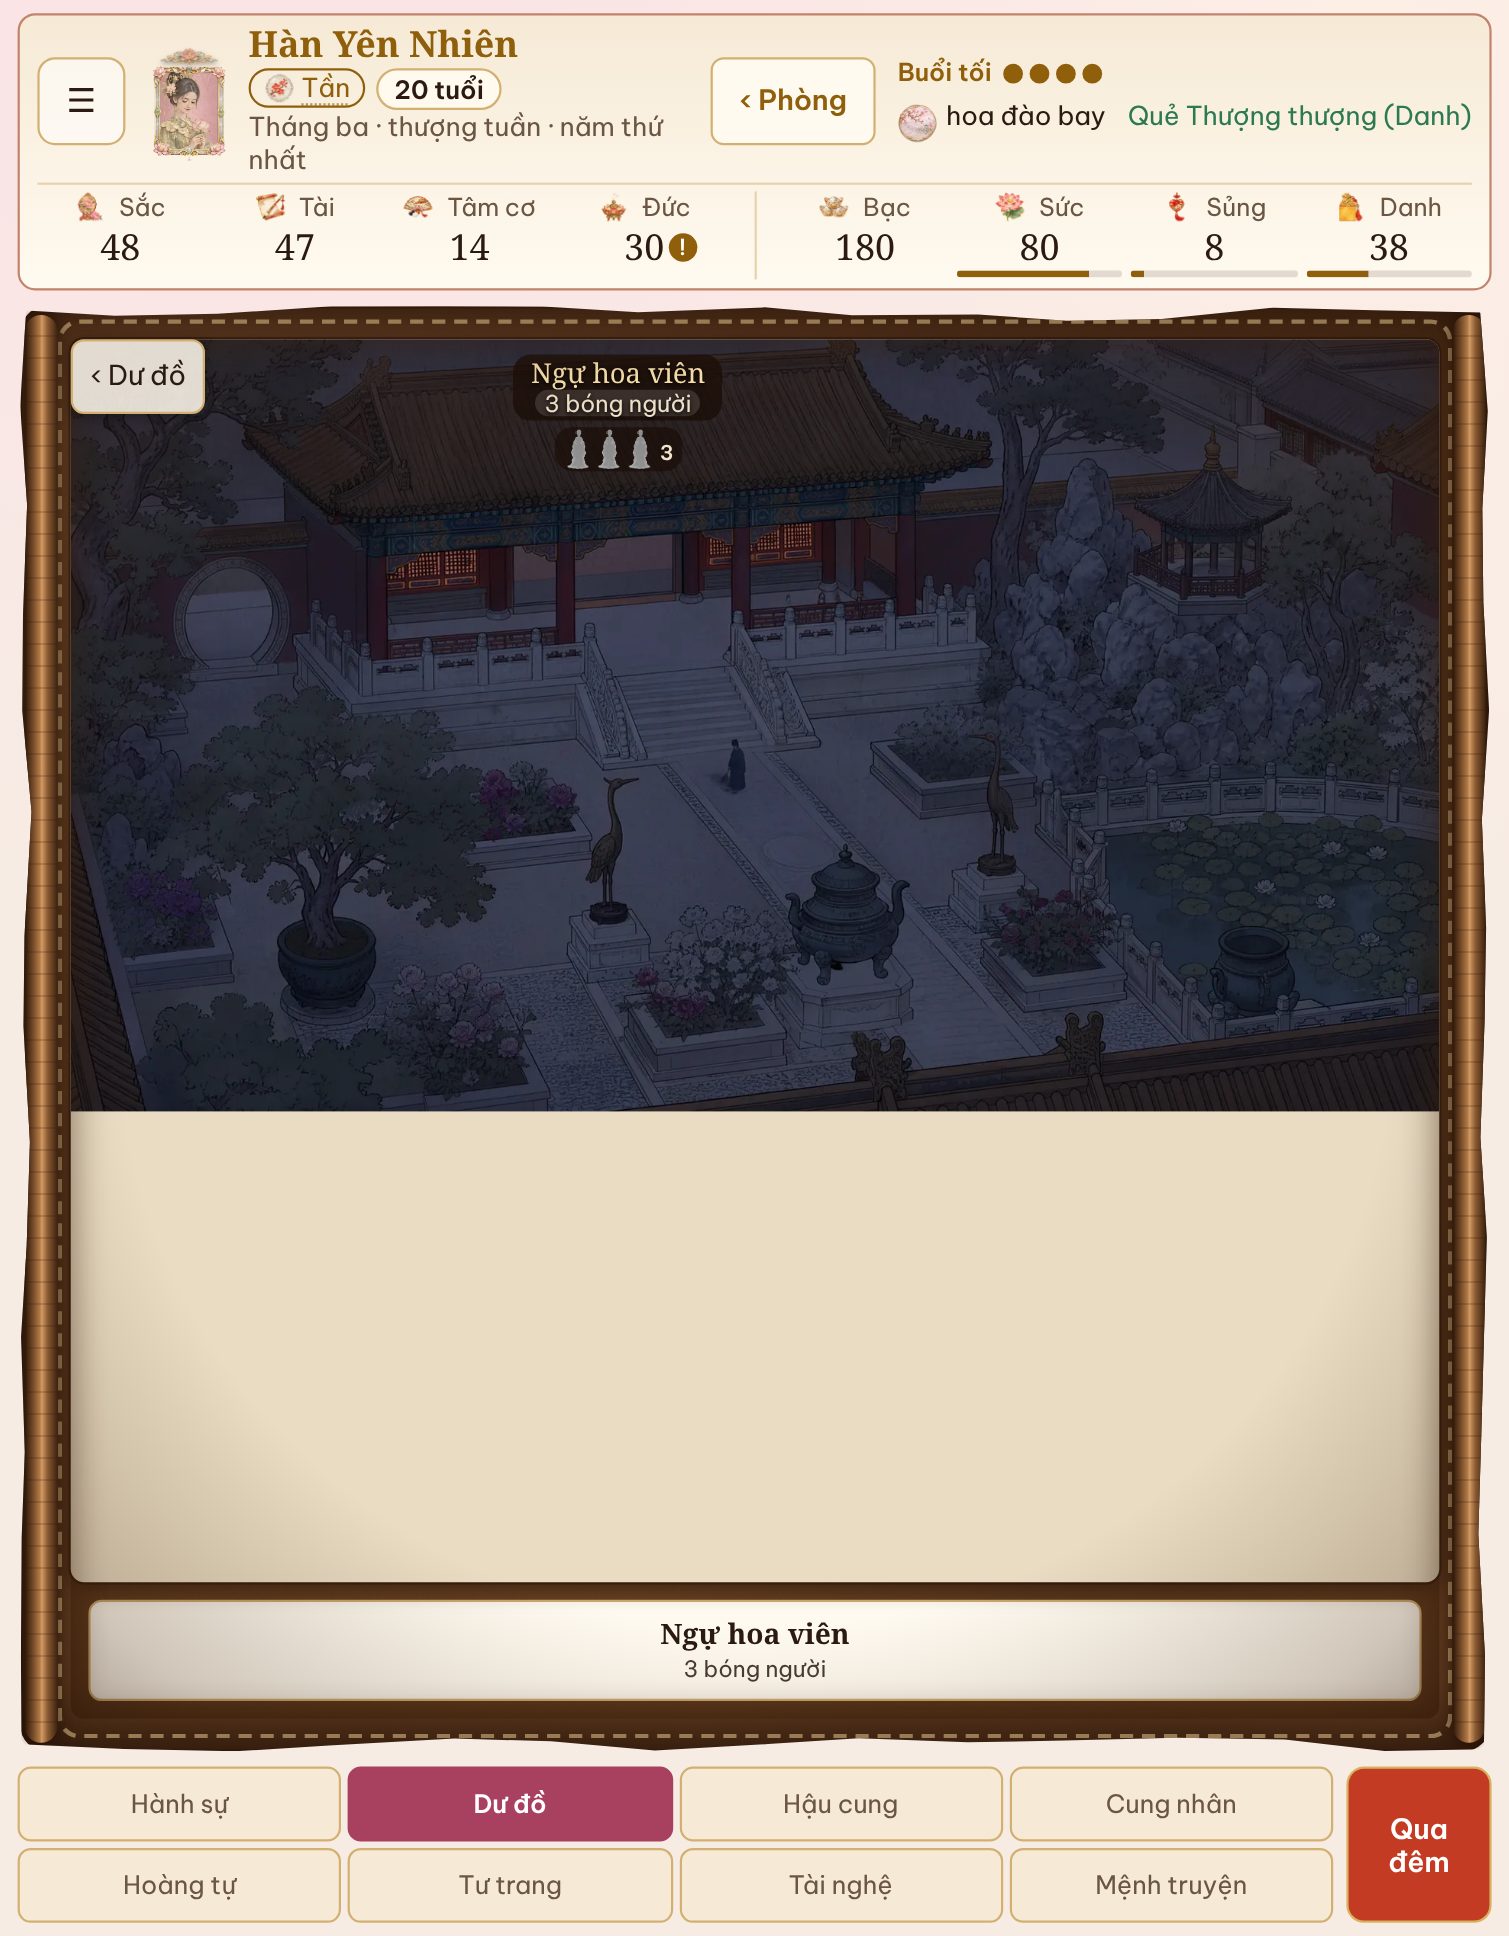 ☰
Hàn Yên Nhiên
Tần
20 tuổi
Tháng ba · thượng tuần · năm thứ
nhất
‹ Phòng
Buổi tối
hoa đào bay
Quẻ Thượng thượng (Danh)
Sắc
48
Tài
47
Tâm cơ
14
Đức
30 !
Bạc
180
Sức
80
Sủng
8
Danh
38
‹ Dư đồ
Ngự hoa viên
3 bóng người
3
Ngự hoa viên
3 bóng người
Hành sự
Dư đồ
Hậu cung
Cung nhân
Hoàng tự
Tư trang
Tài nghệ
Mệnh truyện
Qua
đêm